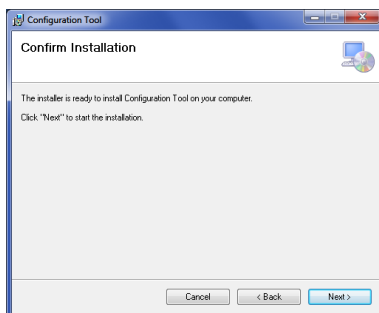 Configuration Tool
Confirm Installation
The installer is ready to install Configuration Tool on your computer.
Click "Next" to start the installation.
Cancel
< Back
Next >